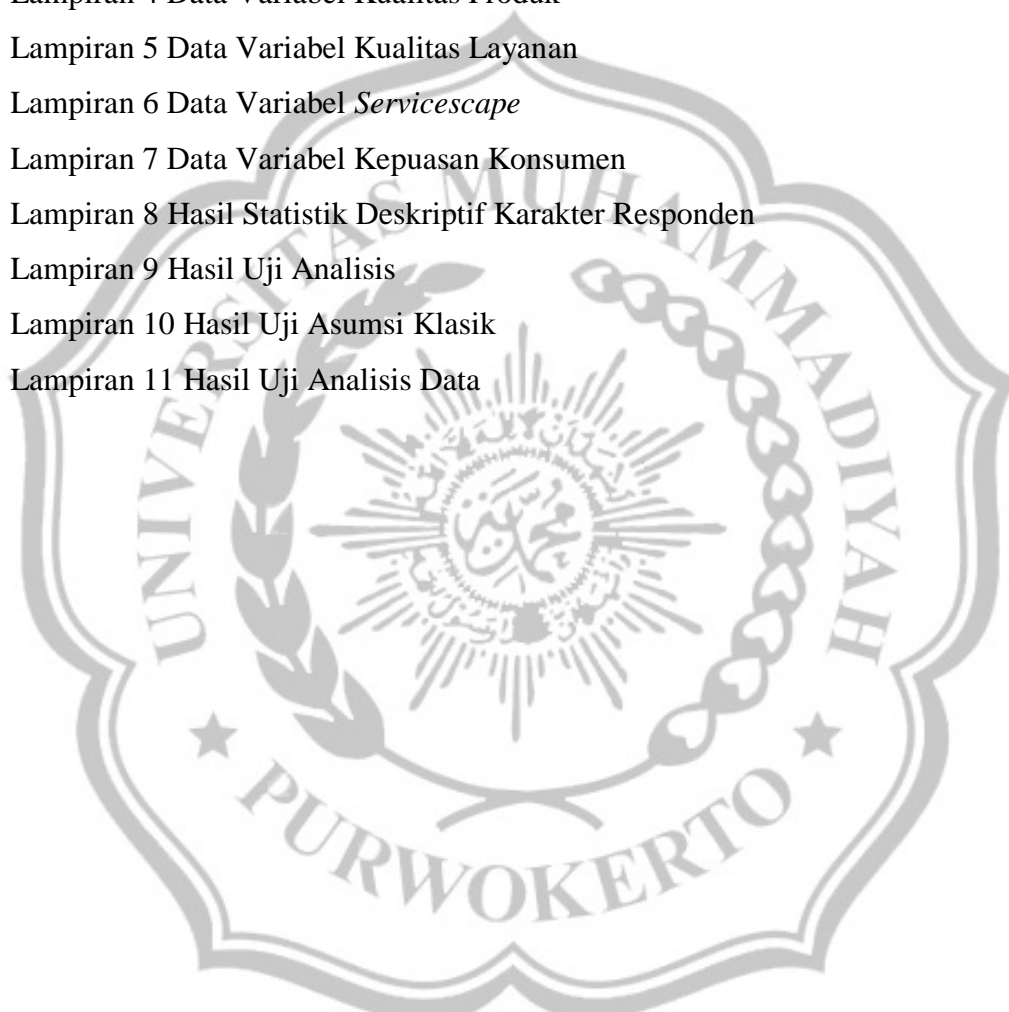 Lampiran 4 Data Variabel Kualitas Produk
Lampiran 5 Data Variabel Kualitas Layanan
Lampiran 6 Data Variabel Servicescape
Lampiran 7 Data Variabel Kepuasan Konsumen
Lampiran 8 Hasil Statistik Deskriptif Karakter Responden
Lampiran 9 Hasil Uji Analisis
Lampiran 10 Hasil Uji Asumsi Klasik
Lampiran 11 Hasil Uji Analisis Data
UNIVERSITAS MUHAMMADIYAH
PURWOKERTO